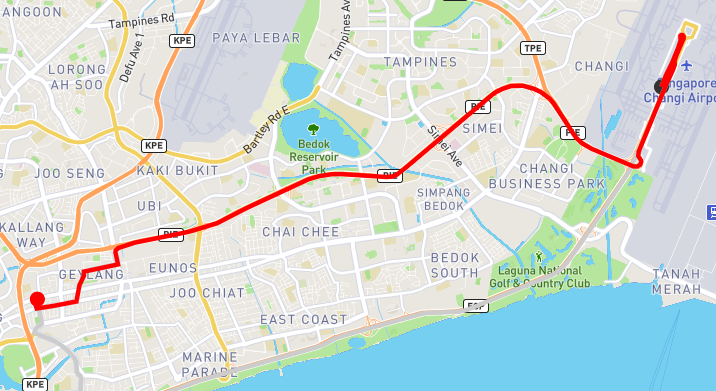 ANGOON
Tampines Rd
Defu Ave 1
KPE
PAYA LEBAR
Tampines Av
TPE
TAMPINES
CHANGI
LORONG
AH SOO
Singapore
Changi Airpo
Bartley Rd E
PIE
SIMEI
PIE
Simei Ave
KPE
Bedok
Reservoir
Park
JOO SENG
KAKI BUKIT
PIE
CHANGI
BUSINESS PARK
SIMPANG
BEDOK
UBI
KALLANG
WAY
PIE
CHAI CHEE
GEYLANG
EUNOS
BEDOK
SOUTH
Laguna National
Golf & Country Club
TANAH
MERAH
JOO CHIAT
ECP
EAST COAST
MARINE
PARADE
KPE